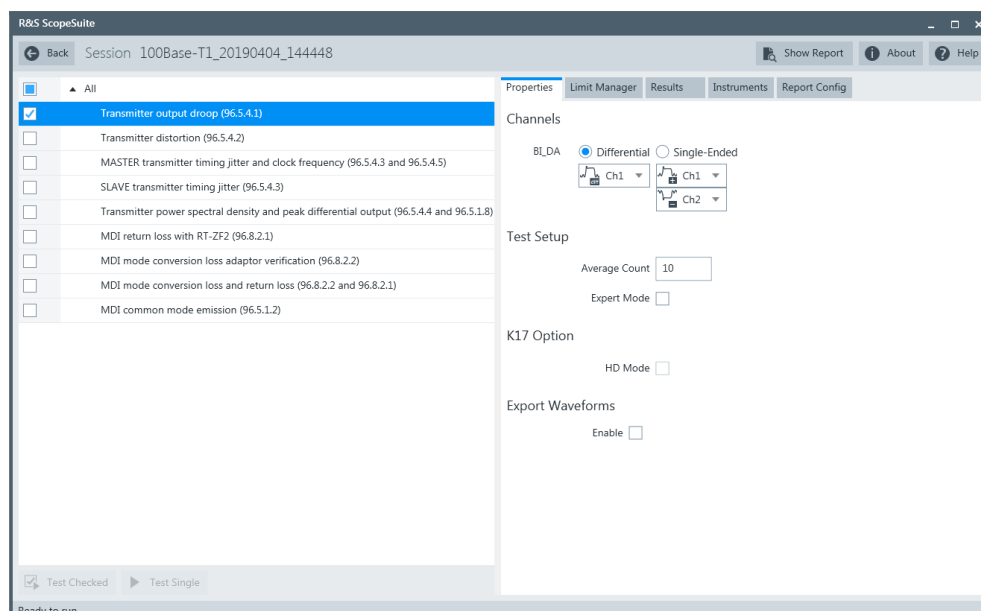 R&S ScopeSuite
Back Session 100Base-T1_20190404_144448 Show Report About Help
All
Transmitter output droop (96.5.4.1)
Transmitter distortion (96.5.4.2)
MASTER transmitter timing jitter and clock frequency (96.5.4.3 and 96.5.4.5)
SLAVE transmitter timing jitter (96.5.4.3)
Transmitter power spectral density and peak differential output (96.5.4.4 and 96.5.1.8)
MDI return loss with RT-ZF2 (96.8.2.1)
MDI mode conversion loss adaptor verification (96.8.2.2)
MDI mode conversion loss and return loss (96.8.2.2 and 96.8.2.1)
MDI common mode emission (96.5.1.2)
Test Checked Test Single
Properties Limit Manager Results Instruments Report Config
Channels
BI_DA Differential Single-Ended
Ch1 Ch1
Ch2
Test Setup
Average Count 10
Expert Mode
K17 Option
HD Mode
Export Waveforms
Enable
Ready to run